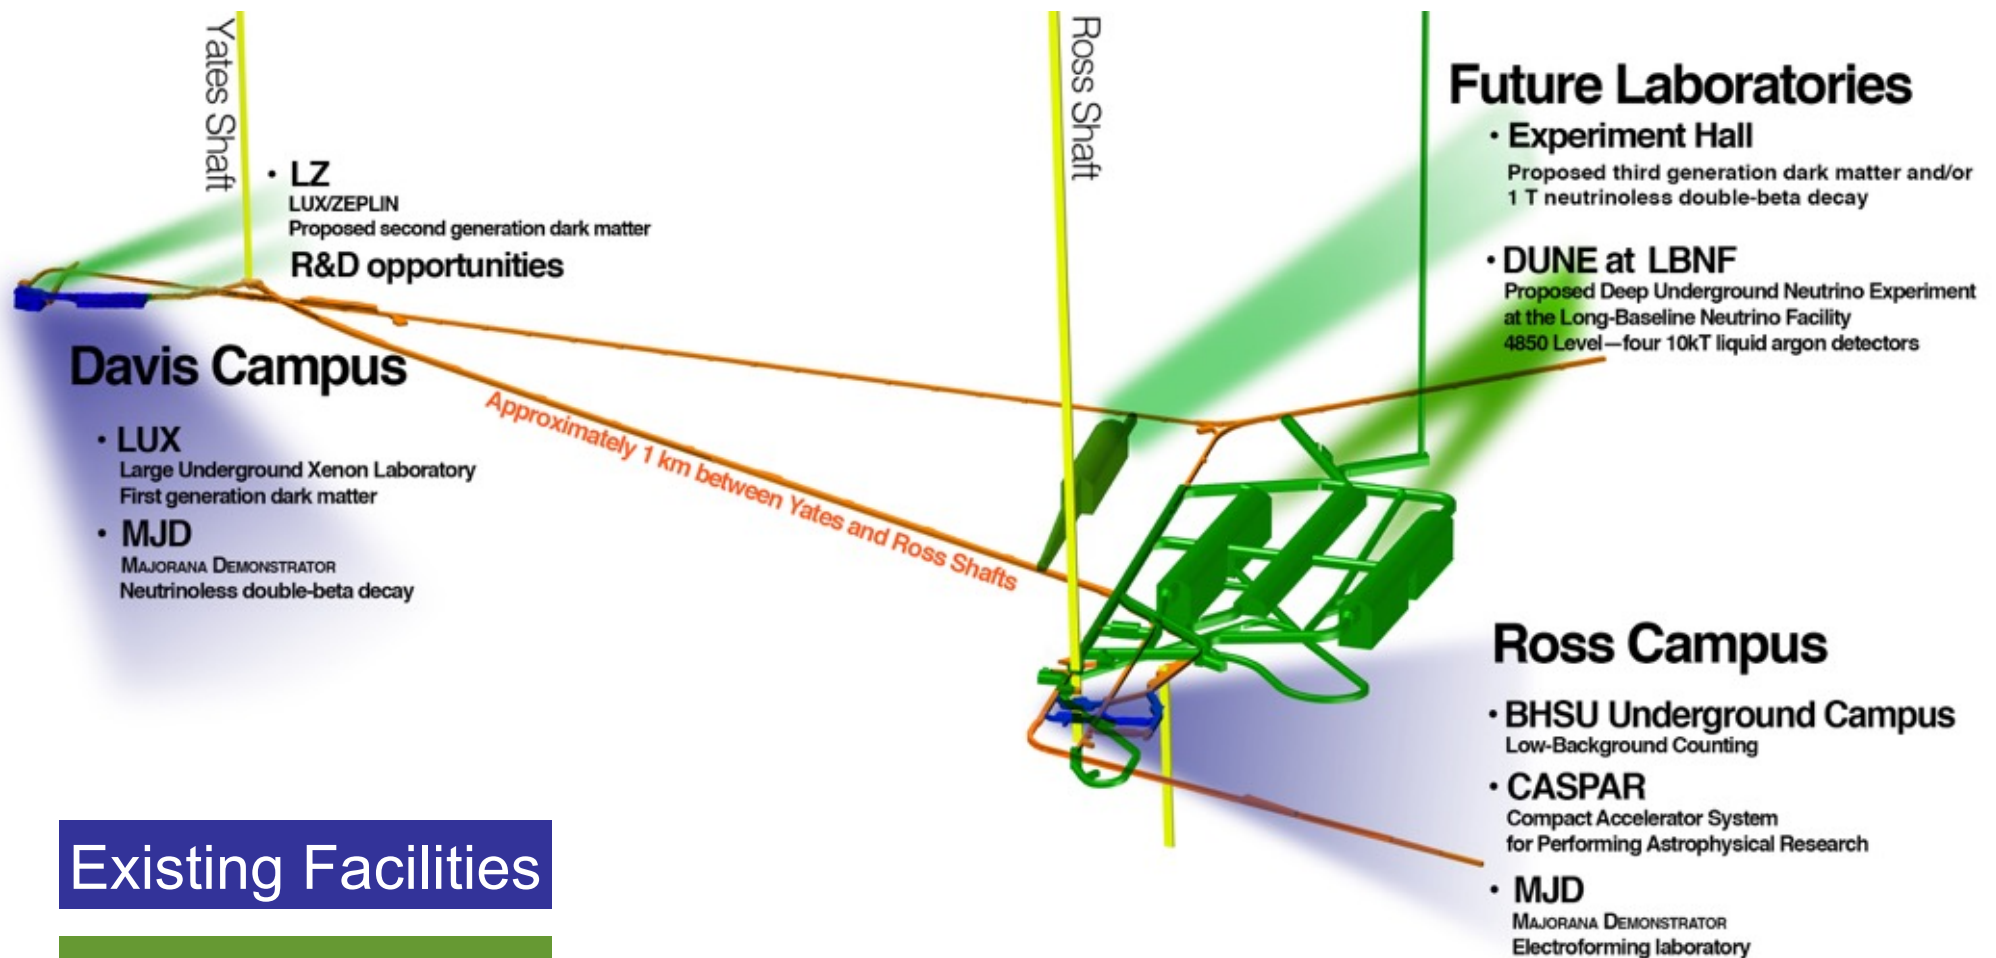 Yates Shaft
• LZ
LUX/ZEPLIN
Proposed second generation dark matter
R&D opportunities
Davis Campus
• LUX
Large Underground Xenon Laboratory
First generation dark matter
• MJD
MAJORANA DEMONSTRATOR
Neutrinoless double-beta decay
Approximately 1 km between Yates and Ross Shafts
Ross Shaft
Future Laboratories
• Experiment Hall
Proposed third generation dark matter and/or
1 T neutrinoless double-beta decay
• DUNE at LBNF
Proposed Deep Underground Neutrino Experiment
at the Long-Baseline Neutrino Facility
4850 Level—four 10kT liquid argon detectors
Ross Campus
• BHSU Underground Campus
Low-Background Counting
• CASPAR
Compact Accelerator System
for Performing Astrophysical Research
• MJD
MAJORANA DEMONSTRATOR
Electroforming laboratory
Existing Facilities